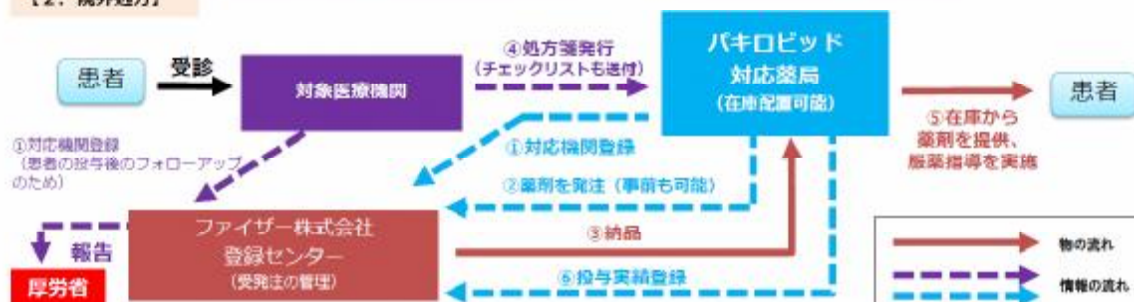 【2. 院外処方】
患者
受診
対象医療機関
④処方箋発行
(チェックリストも送付)
パキロビッド
対応薬局
(在庫配置可能)
患者
⑤在庫から
薬剤を提供、
服薬指導を実施
①対応機関登録
(患者の投与後のフォローアップ
のため)
①対応機関登録
②薬剤を発注（事前も可能）
ファイザー株式会社
登録センター
(受発注の管理)
③納品
⑥投与実績登録
報告
厚労省
物の流れ
情報の流れ